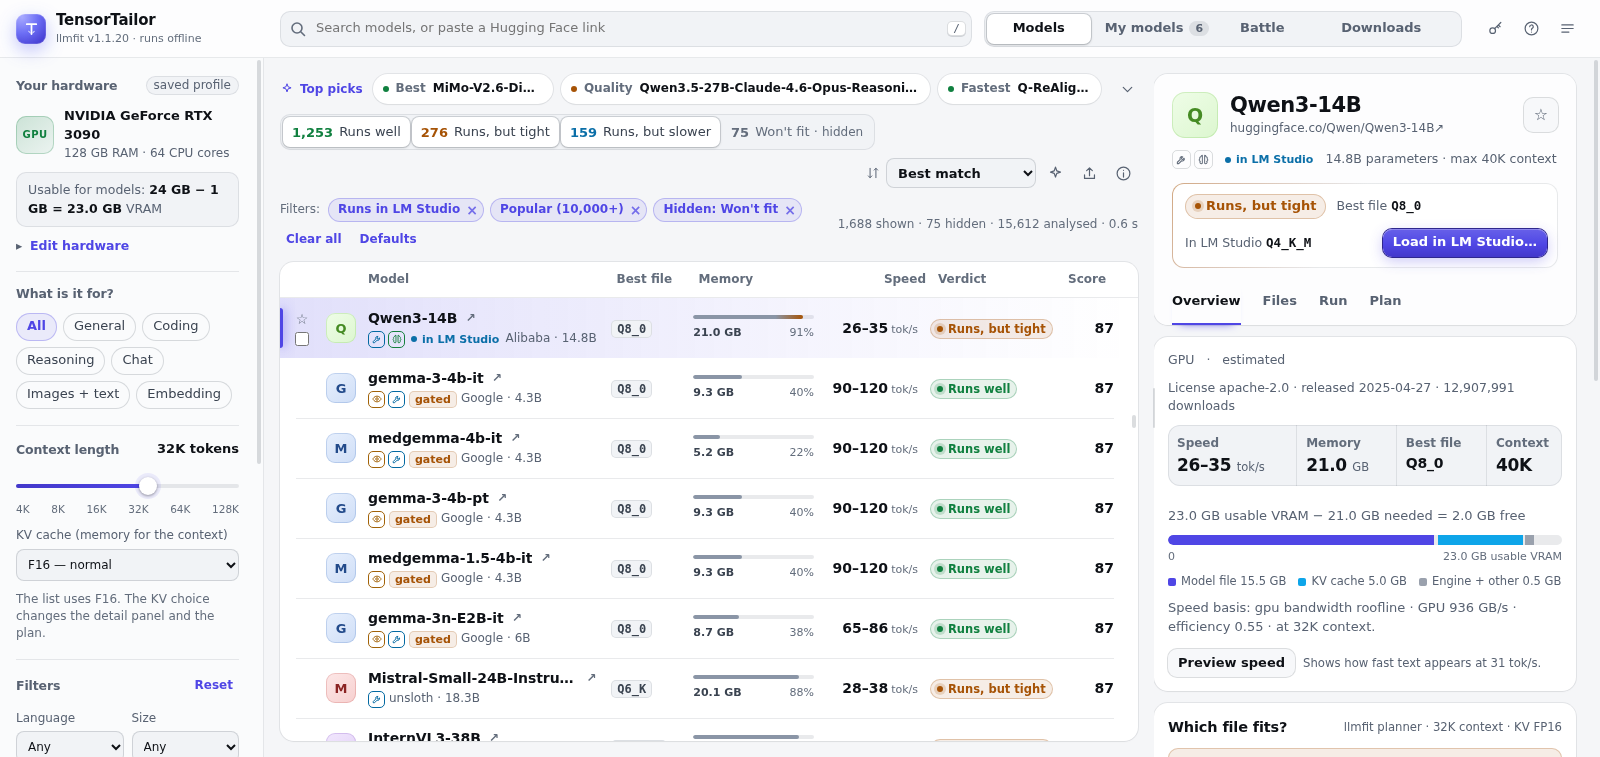 TensorTailor
llmfit v1.1.20 · runs offline
Search models, or paste a Hugging Face link
/
Models
My models 6
Battle
Downloads
Your hardware
saved profile
GPU
NVIDIA GeForce RTX
3090
128 GB RAM · 64 CPU cores
Usable for models: 24 GB − 1
GB = 23.0 GB VRAM
▸ Edit hardware
What is it for?
All
General
Coding
Reasoning
Chat
Images + text
Embedding
Context length
32K tokens
4K 8K 16K 32K 64K 128K
KV cache (memory for the context)
F16 — normal
The list uses F16. The KV choice
changes the detail panel and the
plan.
Filters
Reset
Language
Size
Any
Any
Top picks
Best MiMo-V2.6-Di…
Quality Qwen3.5-27B-Claude-4.6-Opus-Reasoni…
Fastest Q-ReAlig…
1,253 Runs well
276 Runs, but tight
159 Runs, but slower
75 Won't fit · hidden
Best match
Filters:
Runs in LM Studio ×
Popular (10,000+) ×
Hidden: Won't fit ×
Clear all
Defaults
1,688 shown · 75 hidden · 15,612 analysed · 0.6 s
Model Best file Memory Speed Verdict Score
Q
Qwen3-14B ↗
in LM Studio Alibaba · 14.8B
Q8_0
21.0 GB 91%
26–35 tok/s
Runs, but tight
87
G
gemma-3-4b-it ↗
gated Google · 4.3B
Q8_0
9.3 GB 40%
90–120 tok/s
Runs well
87
M
medgemma-4b-it ↗
gated Google · 4.3B
Q8_0
5.2 GB 22%
90–120 tok/s
Runs well
87
G
gemma-3-4b-pt ↗
gated Google · 4.3B
Q8_0
9.3 GB 40%
90–120 tok/s
Runs well
87
M
medgemma-1.5-4b-it ↗
gated Google · 4.3B
Q8_0
9.3 GB 40%
90–120 tok/s
Runs well
87
G
gemma-3n-E2B-it ↗
gated Google · 6B
Q8_0
8.7 GB 38%
65–86 tok/s
Runs well
87
M
Mistral-Small-24B-Instru… ↗
unsloth · 18.3B
Q6_K
20.1 GB 88%
28–38 tok/s
Runs, but tight
87
InternVL3-38B ↗
Q
Qwen3-14B
huggingface.co/Qwen/Qwen3-14B↗
in LM Studio
14.8B parameters · max 40K context
Runs, but tight
Best file Q8_0
In LM Studio Q4_K_M
Load in LM Studio…
Overview
Files
Run
Plan
GPU · estimated
License apache-2.0 · released 2025-04-27 · 12,907,991
downloads
Speed Memory Best file Context
26–35 tok/s 21.0 GB Q8_0 40K
23.0 GB usable VRAM − 21.0 GB needed = 2.0 GB free
0 23.0 GB usable VRAM
Model file 15.5 GB KV cache 5.0 GB Engine + other 0.5 GB
Speed basis: gpu bandwidth roofline · GPU 936 GB/s ·
efficiency 0.55 · at 32K context.
Preview speed
Shows how fast text appears at 31 tok/s.
Which file fits?
llmfit planner · 32K context · KV FP16